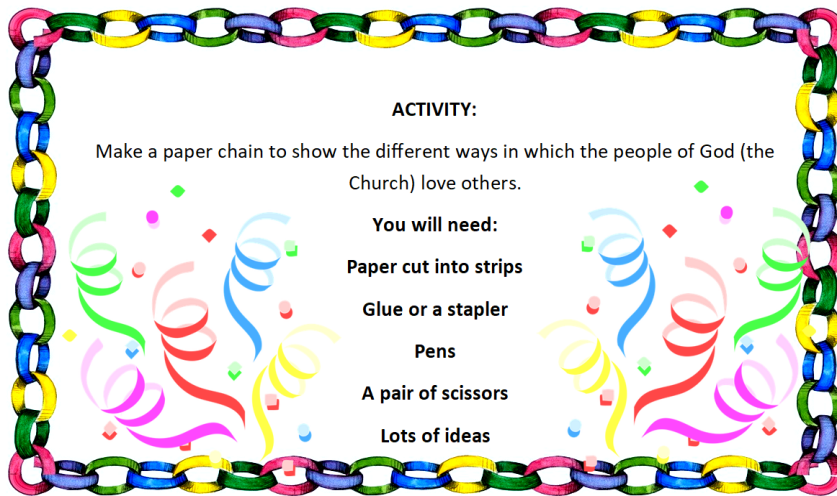 ACTIVITY:
Make a paper chain to show the different ways in which the people of God (the
Church) love others.
You will need:
Paper cut into strips
Glue or a stapler
Pens
A pair of scissors
Lots of ideas